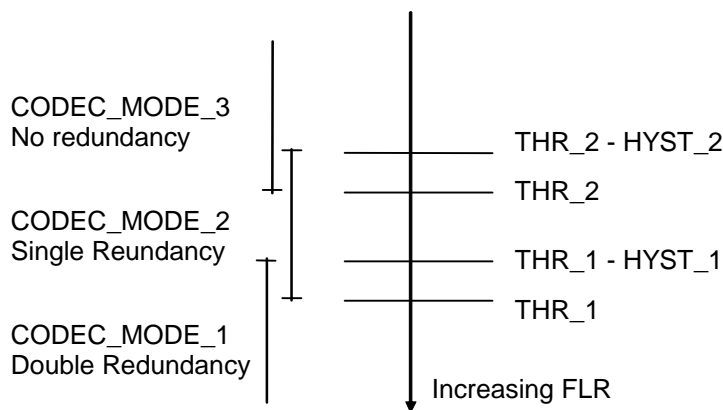 CODEC_MODE_3
No redundancy
THR_2 - HYST_2
THR_2
CODEC_MODE_2
Single Reundancy
THR_1 - HYST_1
THR_1
CODEC_MODE_1
Double Redundancy
Increasing FLR